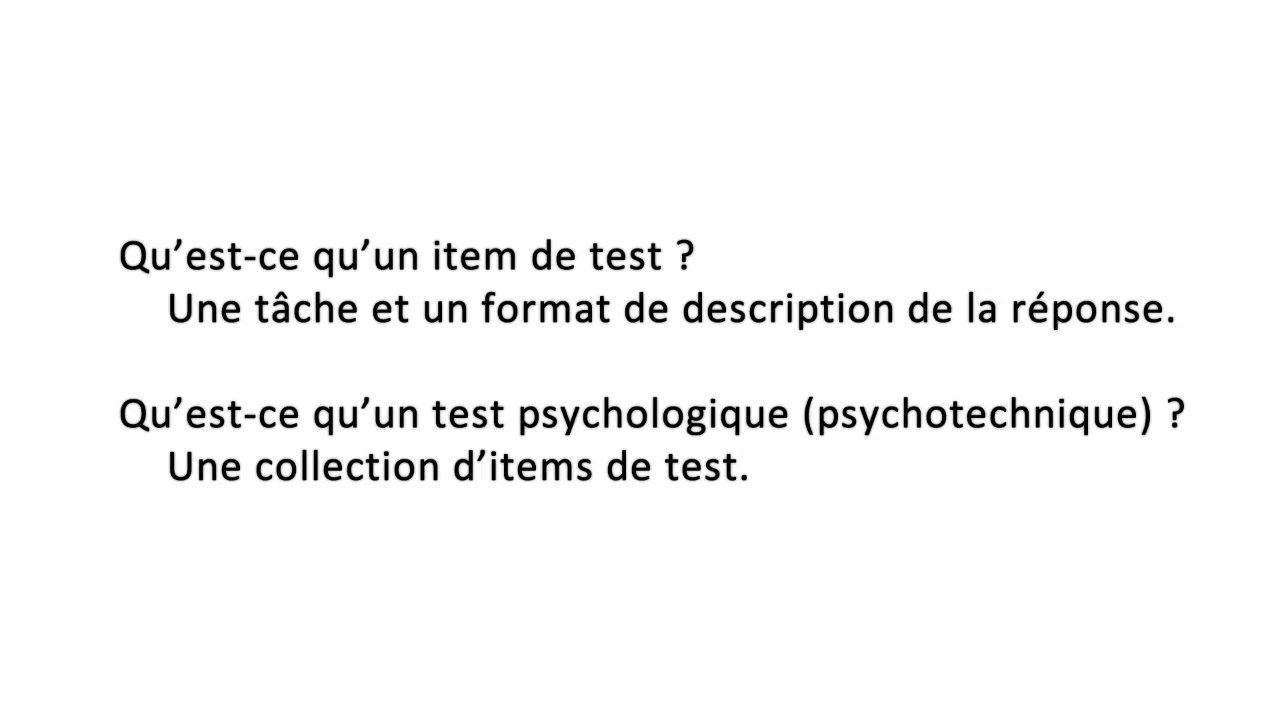 Qu’est-ce qu’un item de test ?
Une tâche et un format de description de la réponse.
Qu’est-ce qu’un test psychologique (psychotechnique) ?
Une collection d’items de test.